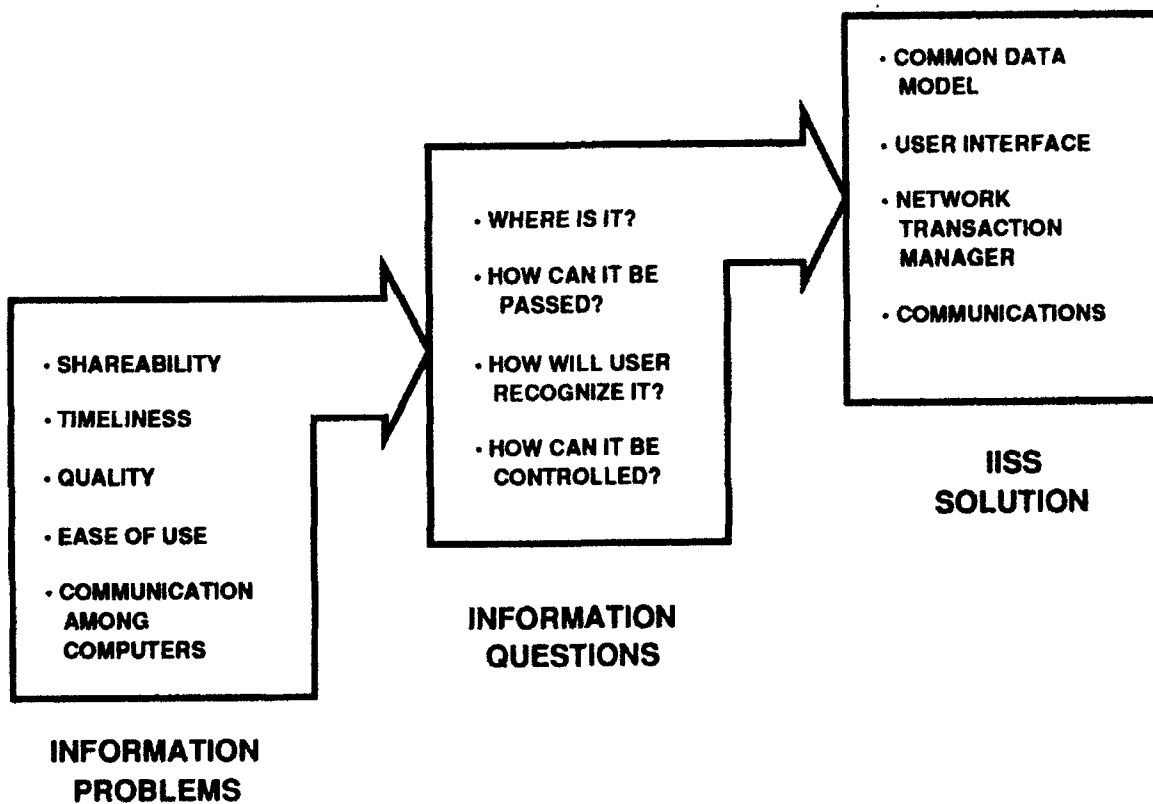 • SHAREABILITY
• TIMELINESS
• QUALITY
• EASE OF USE
• COMMUNICATION
AMONG
COMPUTERS
INFORMATION
PROBLEMS
• WHERE IS IT?
• HOW CAN IT BE
PASSED?
• HOW WILL USER
RECOGNIZE IT?
• HOW CAN IT BE
CONTROLLED?
INFORMATION
QUESTIONS
• COMMON DATA
MODEL
• USER INTERFACE
• NETWORK
TRANSACTION
MANAGER
• COMMUNICATIONS
IISS
SOLUTION